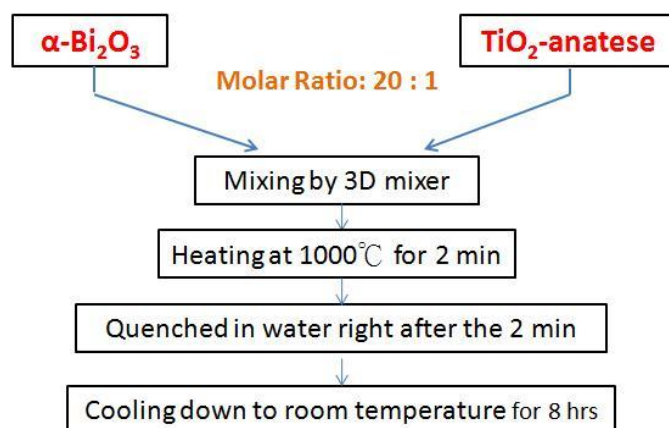 α-Bi₂O₃
TiO₂-anatese
Molar Ratio: 20 : 1
Mixing by 3D mixer
Heating at 1000℃ for 2 min
Quenched in water right after the 2 min
Cooling down to room temperature for 8 hrs